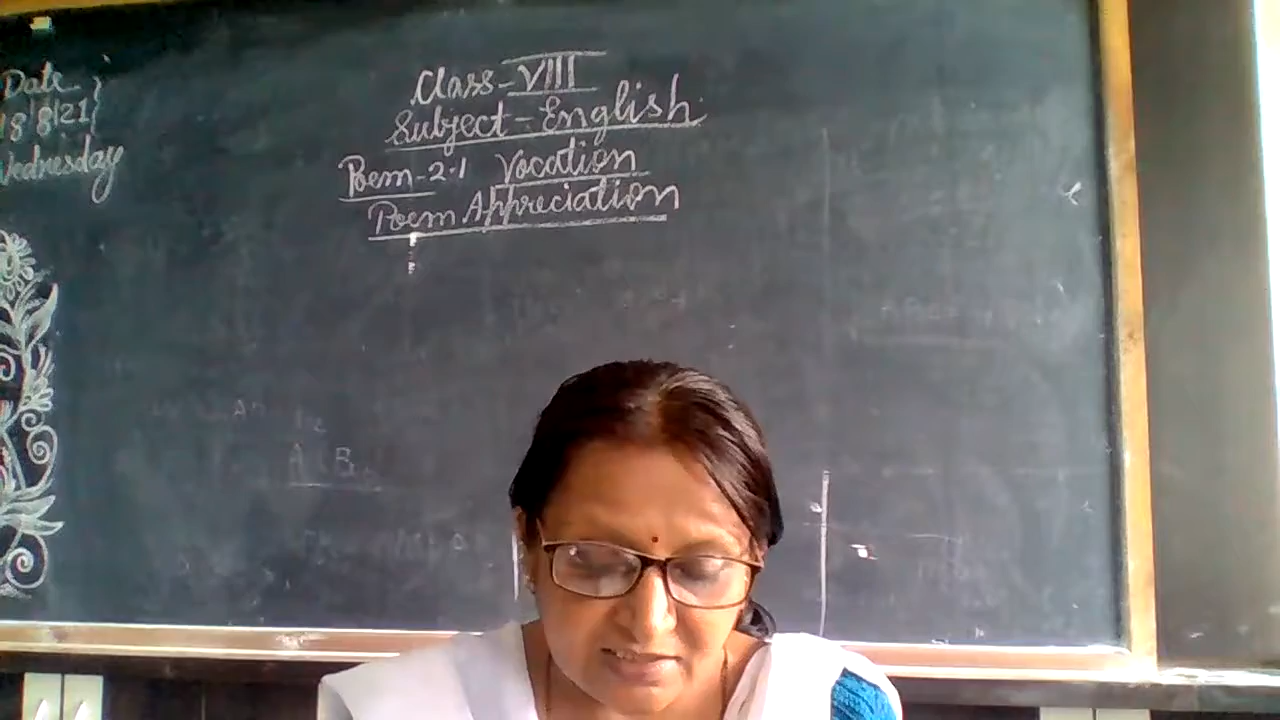 Date
18/8/21
Wednesday
Class-VIII
Subject-English
Poem-2.1 Vocation
Poem Appreciation